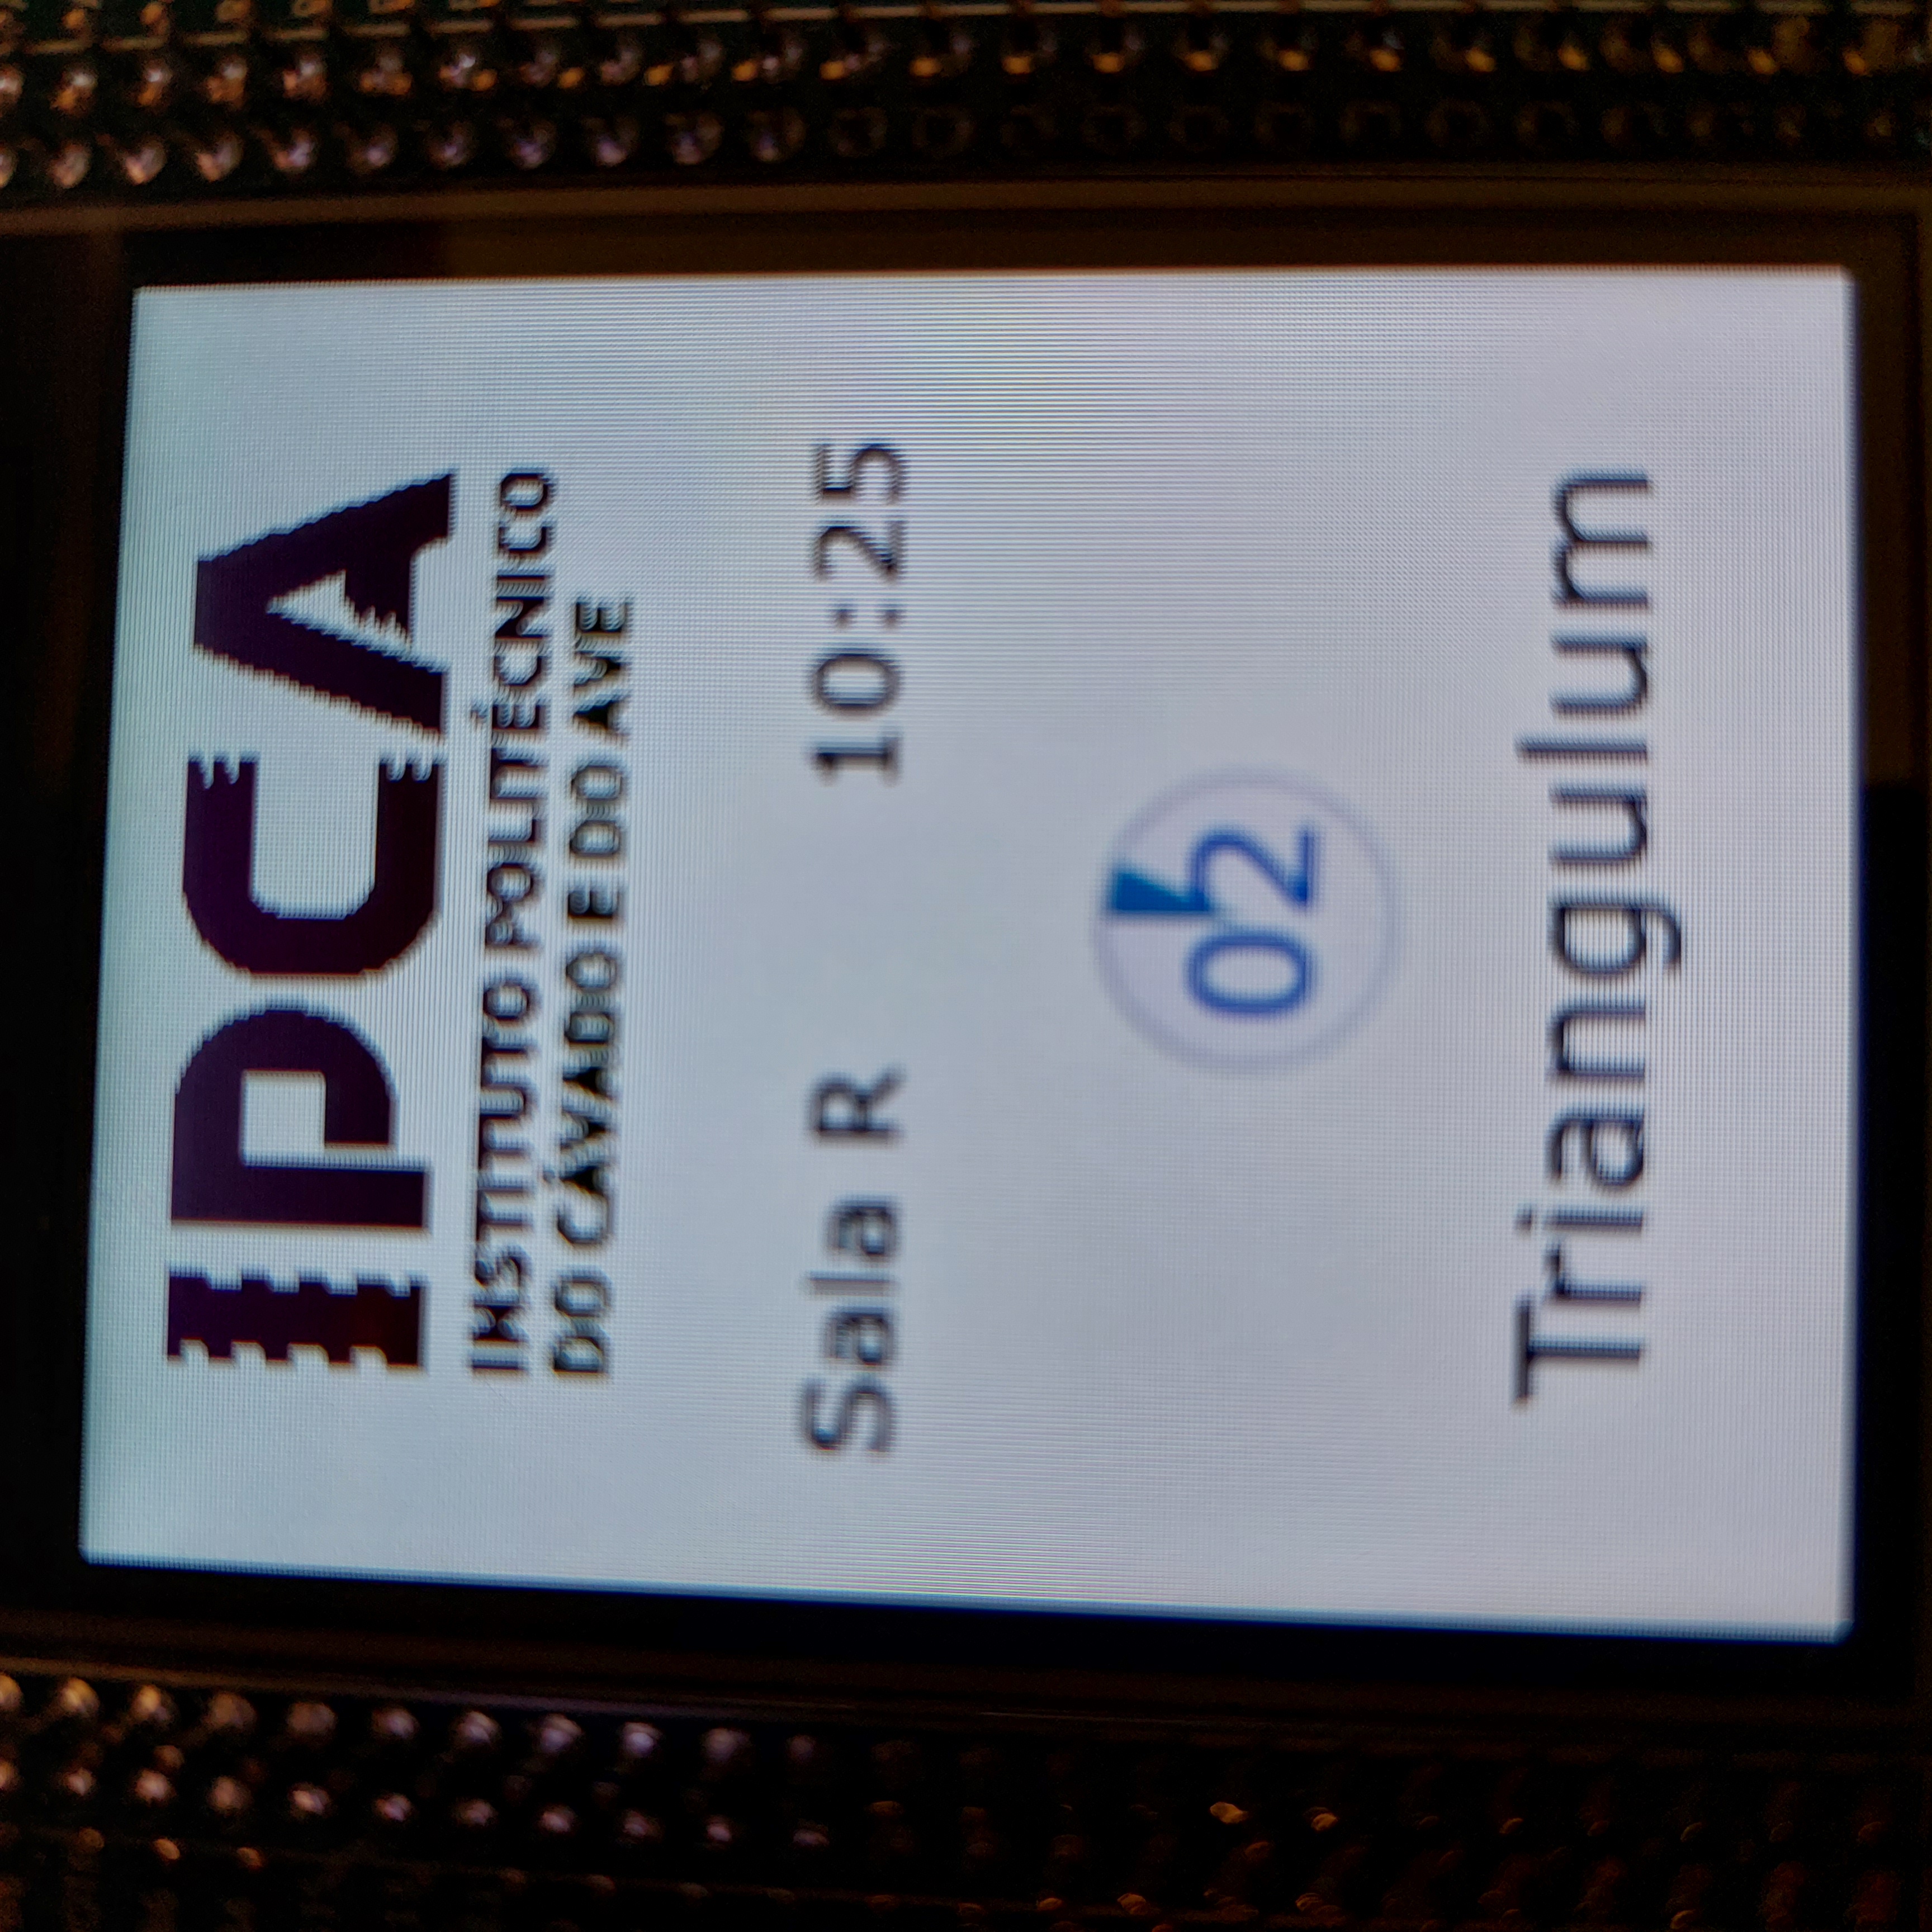 IPCA
INSTITUTO POLITÉCNICO
DO CÁVADO E DO AVE
Sala R 10:25
02
Triangulum